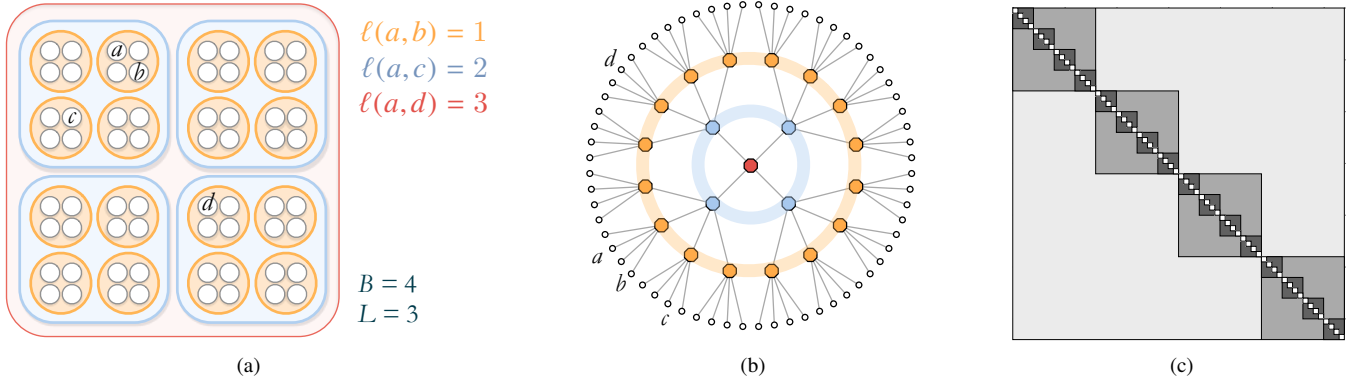 a
b
c
d
ℓ(a, b) = 1
ℓ(a, c) = 2
ℓ(a, d) = 3
B = 4
L = 3
(a)
d
a
b
c
(b)
(c)